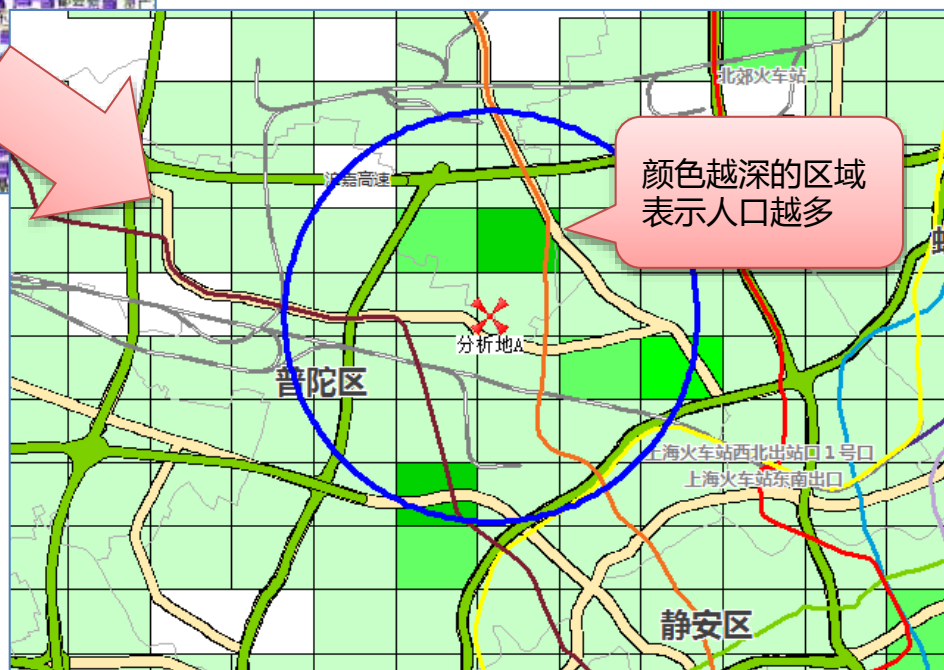 北郊火车站
颜色越深的区域
表示人口越多
沪嘉高速
分析地A
普陀区
上海火车站西北出站口1号口
上海火车站东南出口
静安区